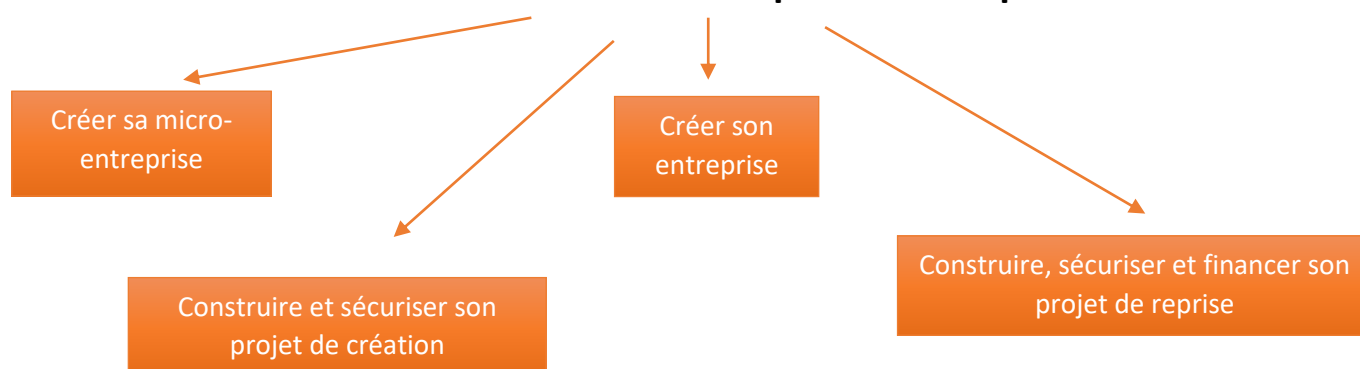 Créer sa micro-
entreprise
Créer son
entreprise
Construire et sécuriser son
projet de création
Construire, sécuriser et financer son
projet de reprise